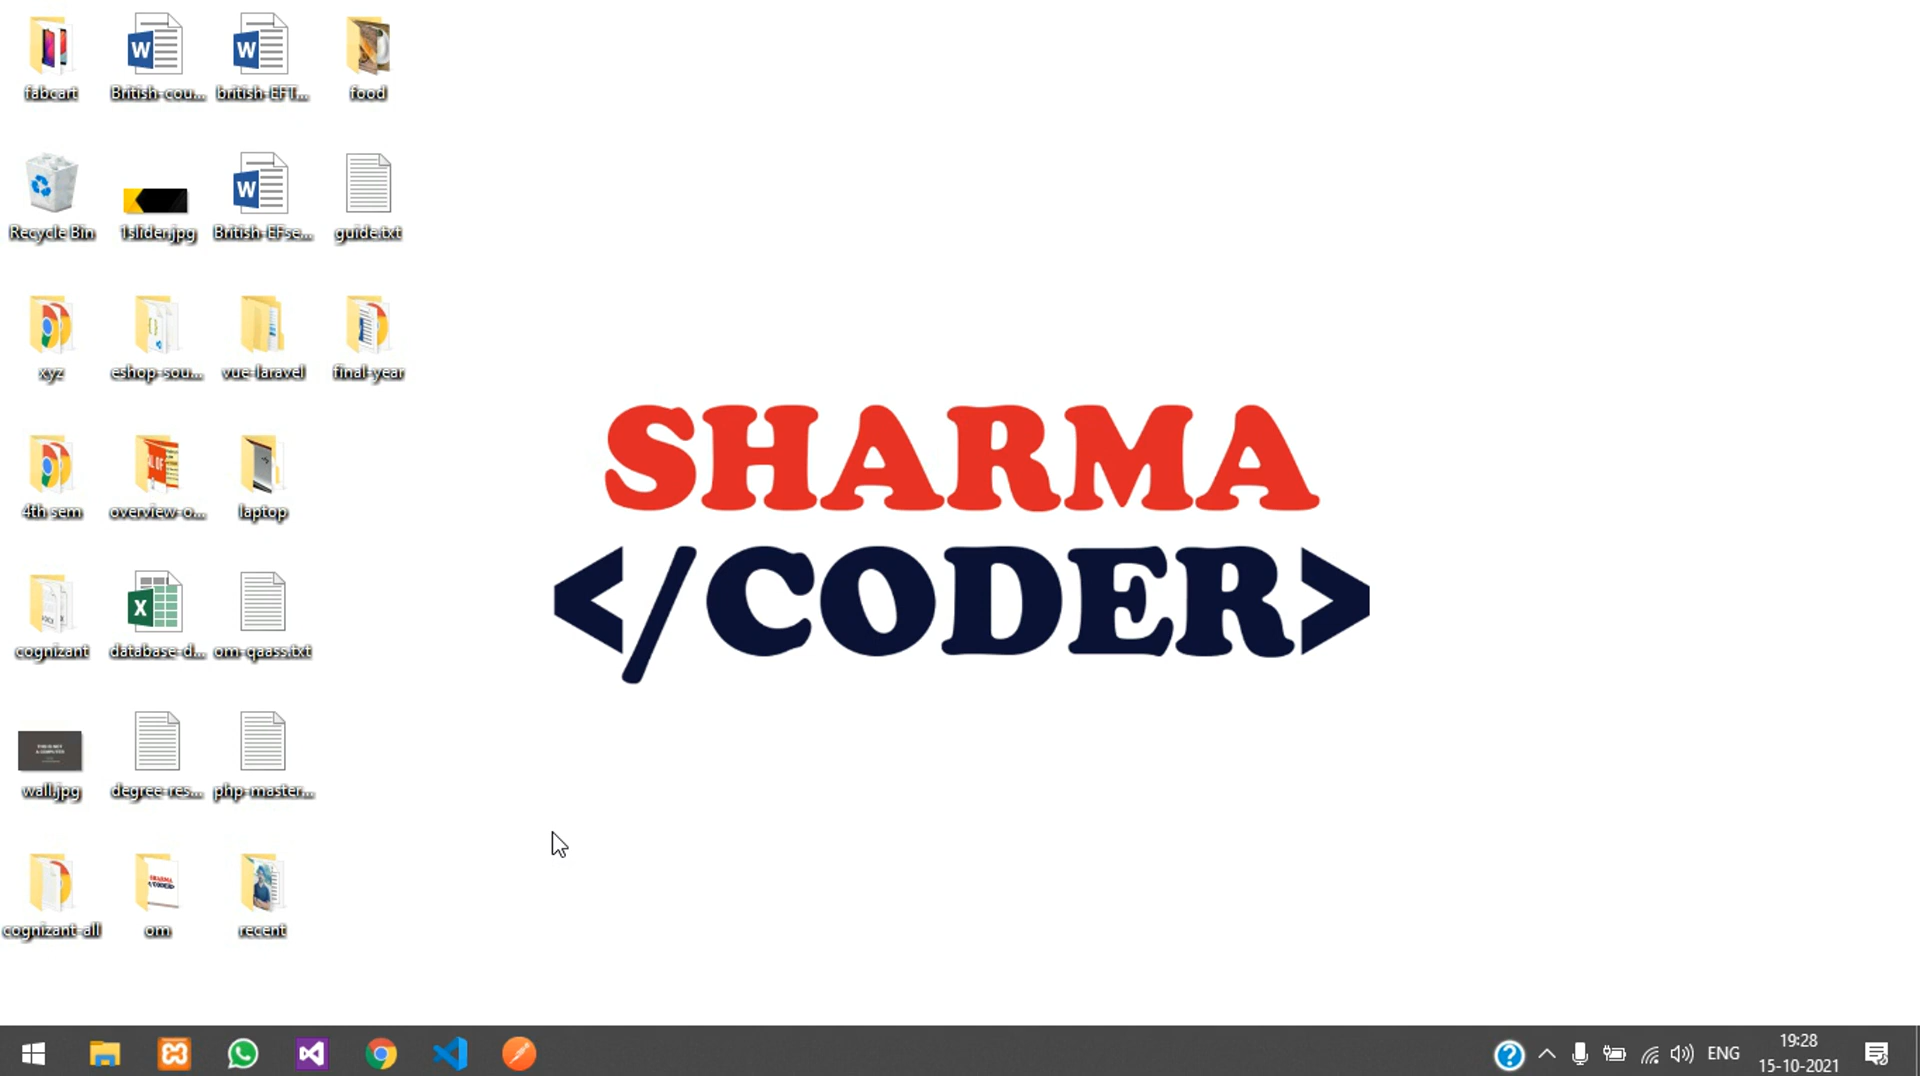 fabcart
British-cou...
british-EFT...
food
Recycle Bin
1slider.jpg
British-EFse...
guide.txt
xyz
eshop-sou...
vue-laravel
final-year
4th sem
overview-o...
laptop
cognizant
database-d...
om-qaass.txt
wall.jpg
degree-res...
php-master...
cognizant-all
om
recent
SHARMA
</CODER>
ENG
19:28
15-10-2021